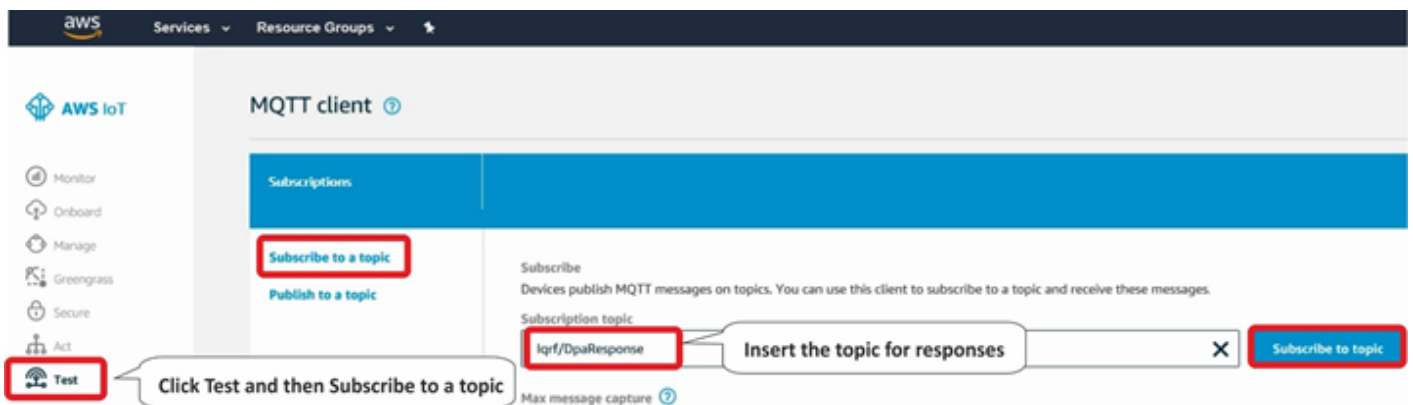 aws Services Resource Groups
AWS IoT
MQTT client ?
Monitor
Onboard
Manage
Greengrass
Secure
Act
Test
Click Test and then Subscribe to a topic
Subscriptions
Subscribe to a topic
Publish to a topic
Subscribe
Devices publish MQTT messages on topics. You can use this client to subscribe to a topic and receive these messages.
Subscription topic
Iqrf/DpaResponse
Insert the topic for responses
X
Subscribe to topic
Max message capture ?